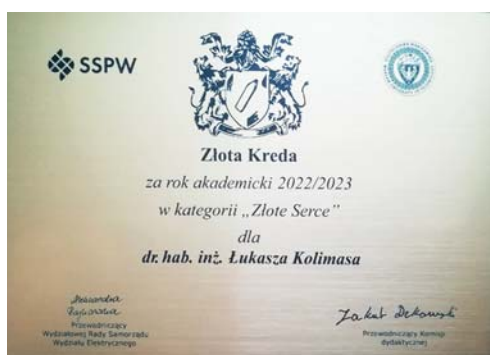 SSPW
Złota Kreda
za rok akademicki 2022/2023
w kategorii „Złote Serce”
dla
dr. hab. inż. Łukasza Kolimasa
Przewodniczący
Wydziałowej Rady Samorządu
Wydziału Elektrycznego
Przewodniczący Komisji
dydaktycznej